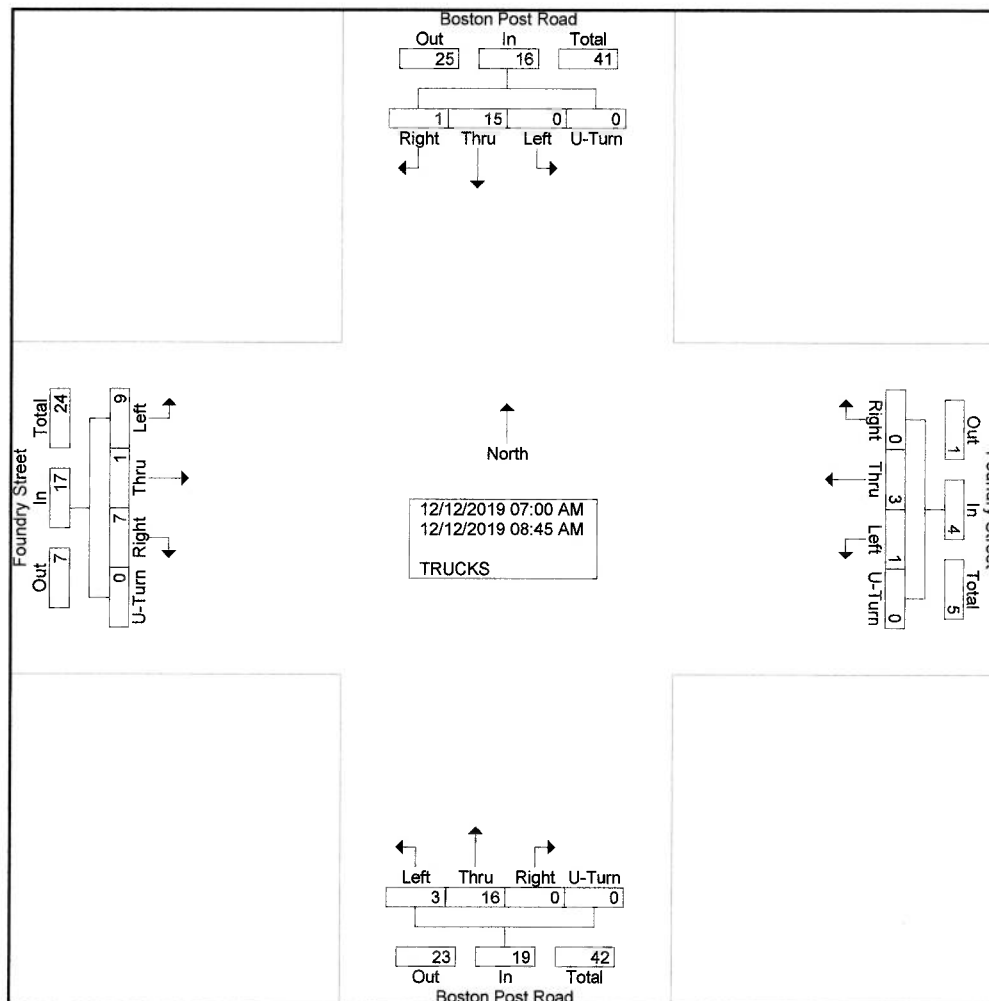 Boston Post Road
Out In Total
25 16 41
1 15 0 0
Right Thru Left U-Turn
Foundry Street
Total In Out
24 17 7
9 1 7 0
Left Thru Right U-Turn
North
12/12/2019 07:00 AM
12/12/2019 08:45 AM
TRUCKS
Right Thru Left U-Turn
0 3 1 0
Out In Total
1 4 5
Left Thru Right U-Turn
3 16 0 0
23 19 42
Out In Total
Boston Post Road